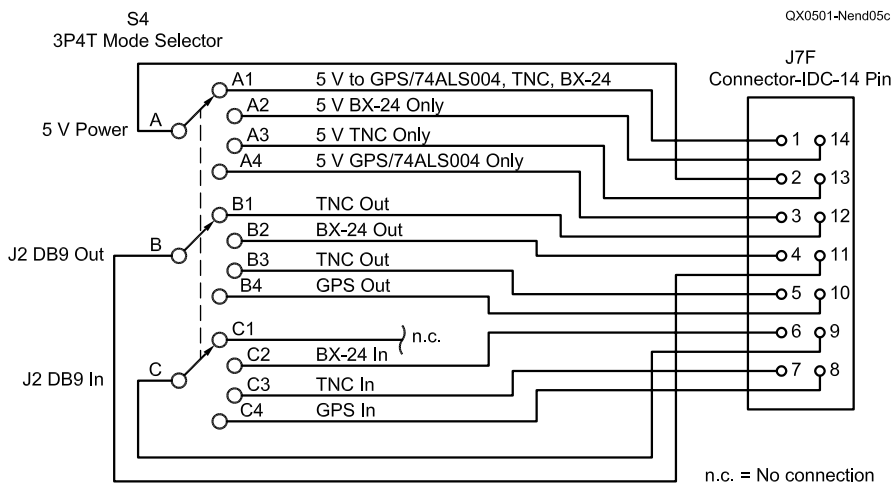 QX0501-Nend05c
S4
3P4T Mode Selector
J7F
Connector-IDC-14 Pin
A1 5 V to GPS/74ALS004, TNC, BX-24
A2 5 V BX-24 Only
5 V Power A
A3 5 V TNC Only
A4 5 V GPS/74ALS004 Only
B1 TNC Out
B2 BX-24 Out
J2 DB9 Out B
B3 TNC Out
B4 GPS Out
C1 n.c.
C2 BX-24 In
J2 DB9 In C
C3 TNC In
C4 GPS In
1 14
2 13
3 12
4 11
5 10
6 9
7 8
n.c. = No connection